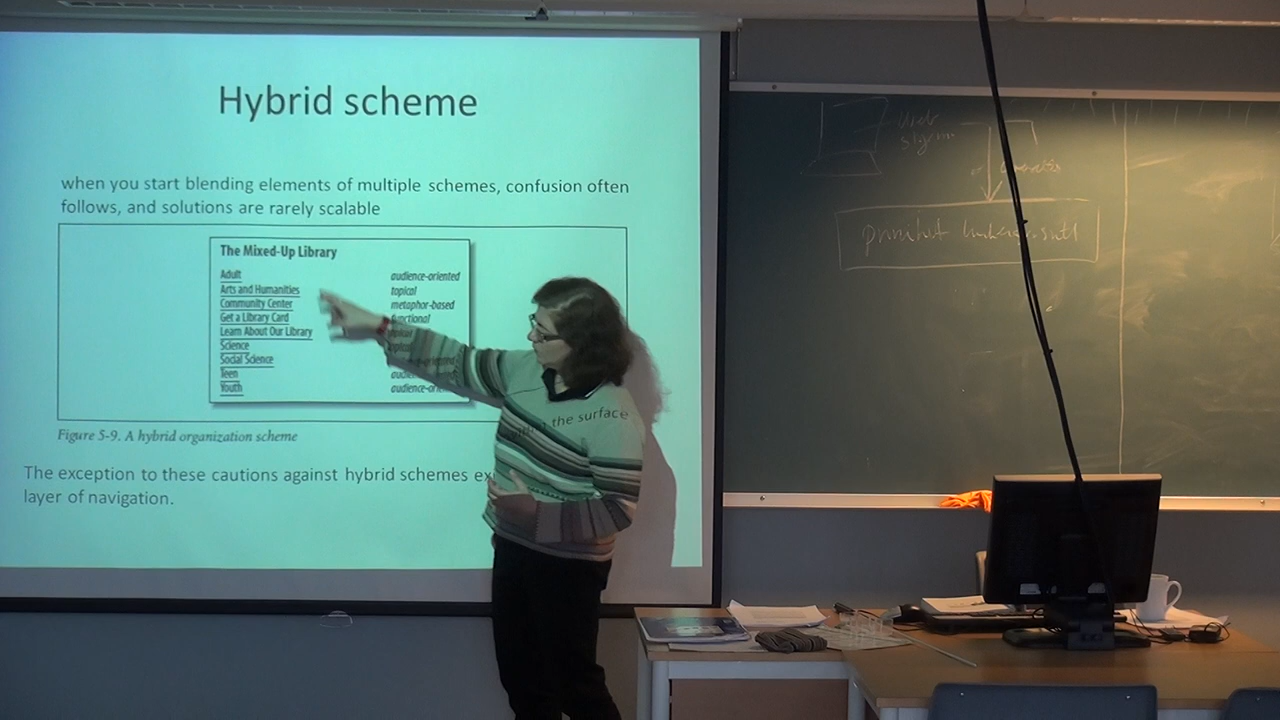 Hybrid scheme
when you start blending elements of multiple schemes, confusion often
follows, and solutions are rarely scalable
The Mixed-Up Library
Adult audience-oriented
Arts and Humanities topical
Community Center metaphor-based
Get a Library Card functional
Learn About Our Library
Science
Social Science
Teen
Youth
Figure 5-9. A hybrid organization scheme
The exception to these cautions against hybrid schemes
the surface
layer of navigation.